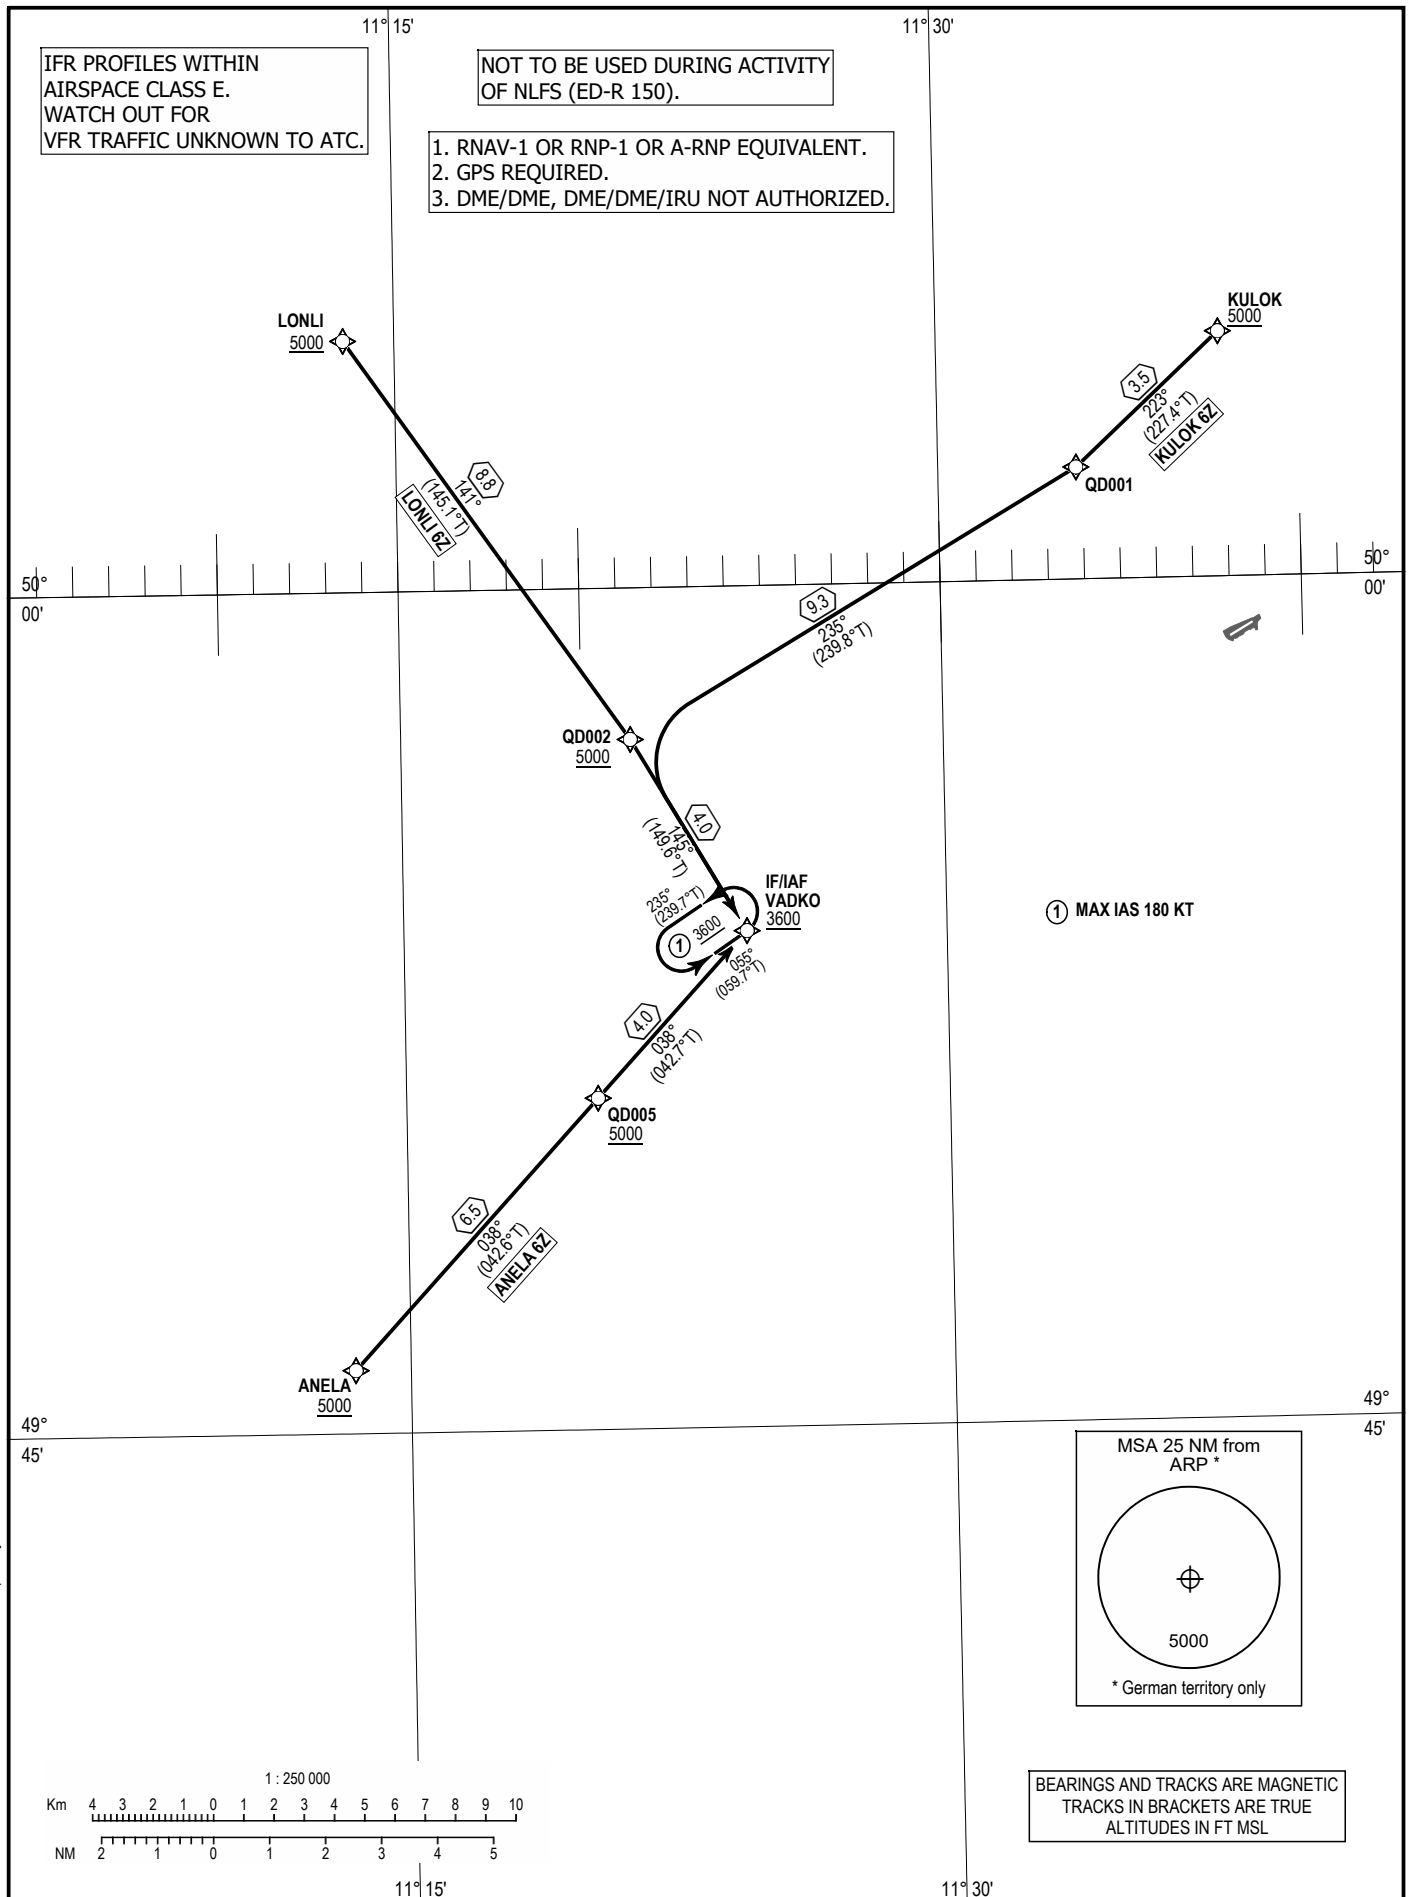 11° 15'
11° 30'
IFR PROFILES WITHIN
AIRSPACE CLASS E.
WATCH OUT FOR
VFR TRAFFIC UNKNOWN TO ATC.
NOT TO BE USED DURING ACTIVITY
OF NLFS (ED-R 150).
1. RNAV-1 OR RNP-1 OR A-RNP EQUIVALENT.
2. GPS REQUIRED.
3. DME/DME, DME/DME/IRU NOT AUTHORIZED.
LONLI
5000
KULOK
5000
3.5
223°
(227.4°T)
KULOK 6Z
QD001
8.8
141°
(145.1°T)
LONLI 6Z
50°
00'
50°
00'
9.3
235°
(239.8°T)
QD002
5000
4.0
145°
(149.6°T)
IF/IAF
VADKO
3600
235°
(239.7°T)
1 3600
055°
(059.7°T)
1 MAX IAS 180 KT
4.0
038°
(042.7°T)
QD005
5000
6.5
038°
(042.6°T)
ANELA 6Z
ANELA
5000
49°
45'
49°
45'
MSA 25 NM from
ARP *
5000
* German territory only
1 : 250 000
Km 4 3 2 1 0 1 2 3 4 5 6 7 8 9 10
NM 2 1 0 1 2 3 4 5
BEARINGS AND TRACKS ARE MAGNETIC
TRACKS IN BRACKETS ARE TRUE
ALTITUDES IN FT MSL
11° 15'
11° 30'